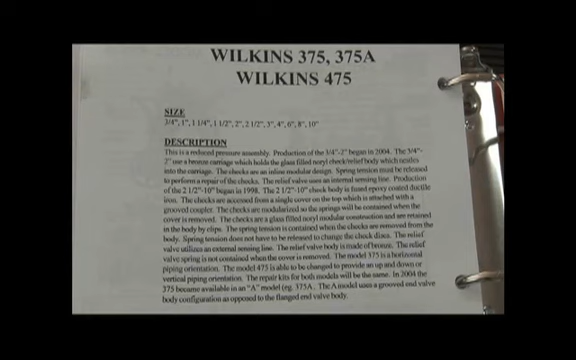 WILKINS 375, 375A
WILKINS 475
SIZE
3/4", 1", 1 1/4", 1 1/2", 2", 2 1/2", 3", 4", 6", 8", 10"
DESCRIPTION
This is a reduced pressure assembly. Production of the 3/4"-2" began in 2004. The 3/4"-
2" use a bronze carriage which holds the glass filled noryl check/relief body which nestes
into the carriage. The checks are an inline modular design. Spring tension must be released
to perform a repair of the checks. The relief valve uses an internal sensing line. Production
of the 2 1/2"-10" began in 1998. The 2 1/2"-10" check body is fused epoxy coated ductile
iron. The checks are accessed from a single cover on the top which is attached with a
grooved coupler. The checks are modularized so the springs will be contained when the
cover is removed. The checks are a glass filled noryl modular construction and are retained
in the body by clips. The spring tension is contained when the checks are removed from the
body. Spring tension does not have to be released to change the check discs. The relief
valve utilizes an external sensing line. The relief valve body is made of bronze. The relief
valve spring is not contained when the cover is removed. The model 375 is a horizontal
piping orientation. The model 475 is able to be changed to provide an up and down or
vertical piping orientation. The repair kits for both models will be the same. In 2004 the
375 became available in an "A" model (eg. 375A. The A model uses a grooved end valve
body configuration as opposed to the flanged end valve body.